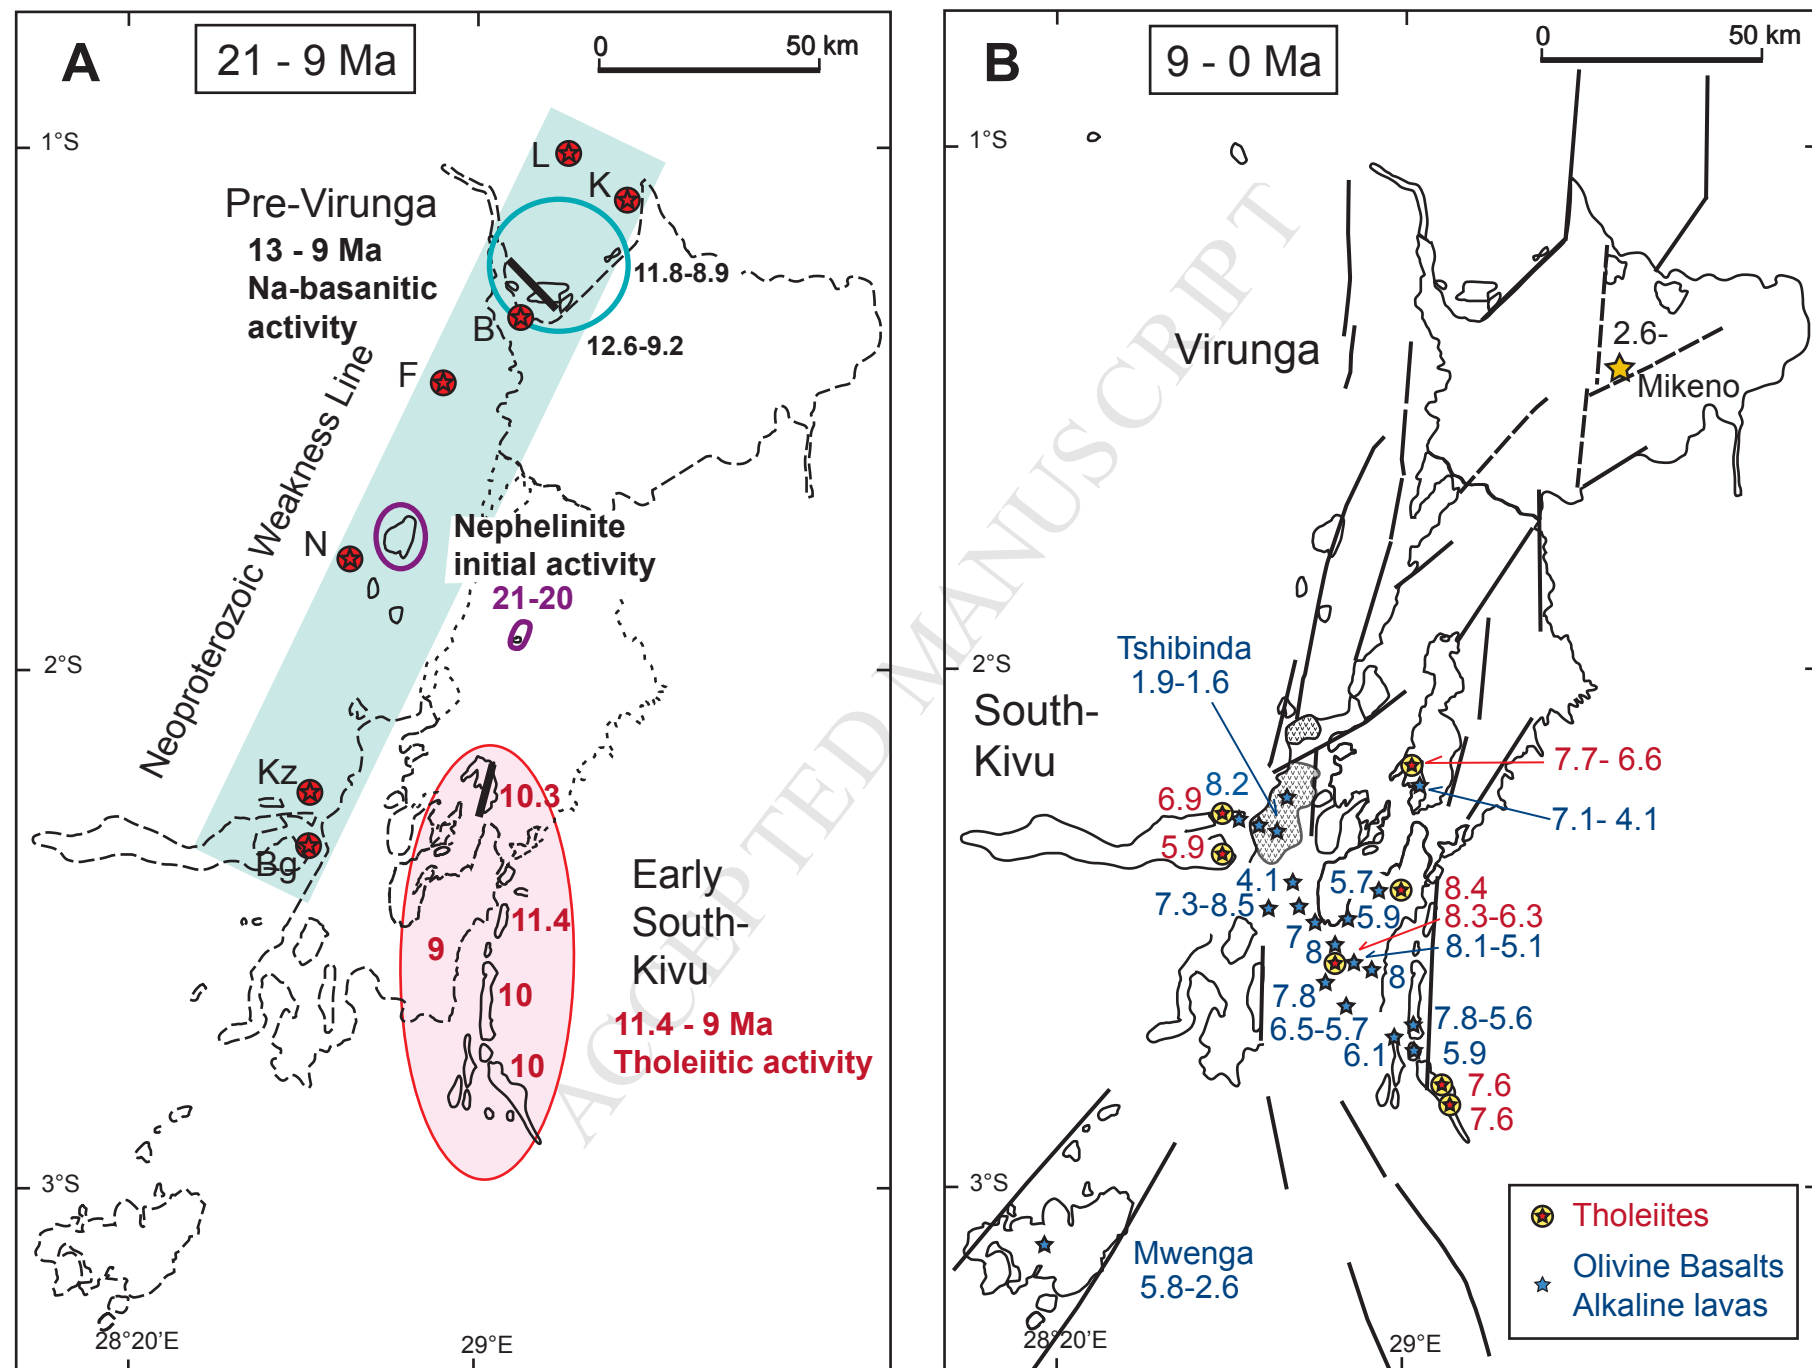 A
21 - 9 Ma
0
50 km
1°S
L
K
Pre-Virunga
13 - 9 Ma
Na-basanitic
activity
11.8-8.9
B
12.6-9.2
F
Neoproterozoic Weakness Line
N
Nephelinite
initial activity
21-20
2°S
Kz
10.3
Bg
Early
South-
Kivu
11.4
9
10
11.4 - 9 Ma
Tholeiitic activity
10
3°S
28°20'E
29°E
B
9 - 0 Ma
0
50 km
1°S
Virunga
2.6-
Mikeno
2°S
Tshibinda
1.9-1.6
South-
Kivu
7.7- 6.6
8.2
6.9
7.1- 4.1
5.9
4.1
5.7
8.4
7.3-8.5
5.9
8.3-6.3
7
8
8.1-5.1
8
7.8
6.5-5.7
7.8-5.6
6.1
5.9
7.6
7.6
3°S
Mwenga
5.8-2.6
Tholeiites
Olivine Basalts
Alkaline lavas
28°20'E
29°E
ACCEPTED MANUSCRIPT